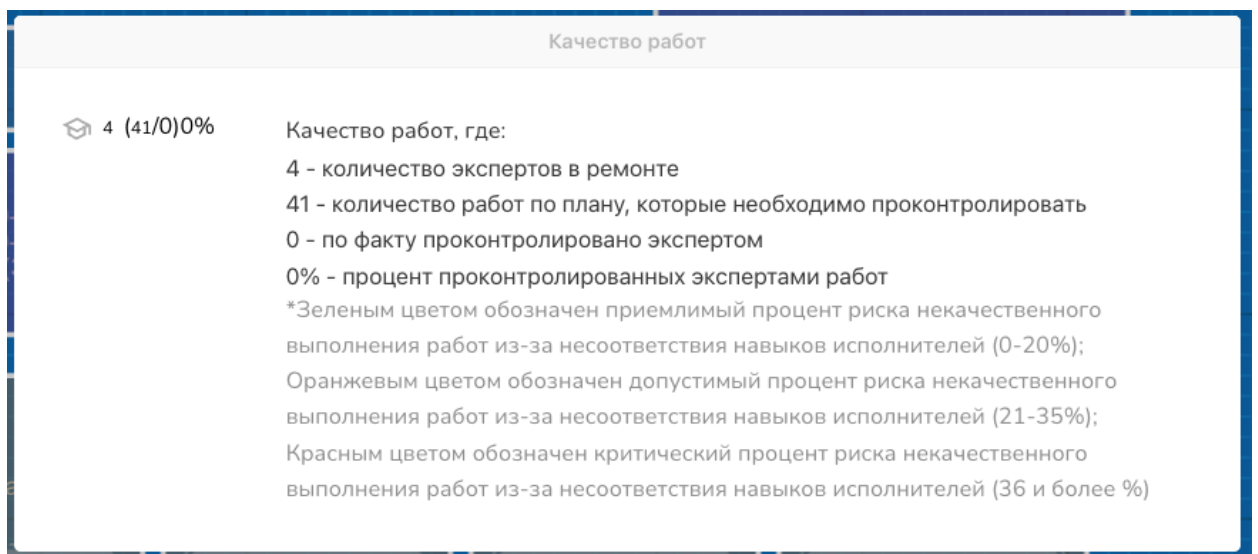 Качество работ
4 (41/0)0%
Качество работ, где:
4 - количество экспертов в ремонте
41 - количество работ по плану, которые необходимо проконтролировать
0 - по факту проконтролировано экспертом
0% - процент проконтролированных экспертами работ
*Зеленым цветом обозначен приемлимый процент риска некачественного
выполнения работ из-за несоответствия навыков исполнителей (0-20%);
Оранжевым цветом обозначен допустимый процент риска некачественного
выполнения работ из-за несоответствия навыков исполнителей (21-35%);
Красным цветом обозначен критический процент риска некачественного
выполнения работ из-за несоответствия навыков исполнителей (36 и более %)